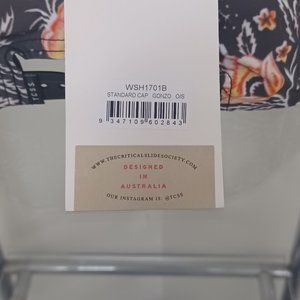 WSH1701B
STANDARD CAP GONZO O/S
9 347109 602843
WWW.THECRITICALSLIDESOCIETY.COM
DESIGNED
IN
AUSTRALIA
OUR INSTAGRAM IS: @TCSS